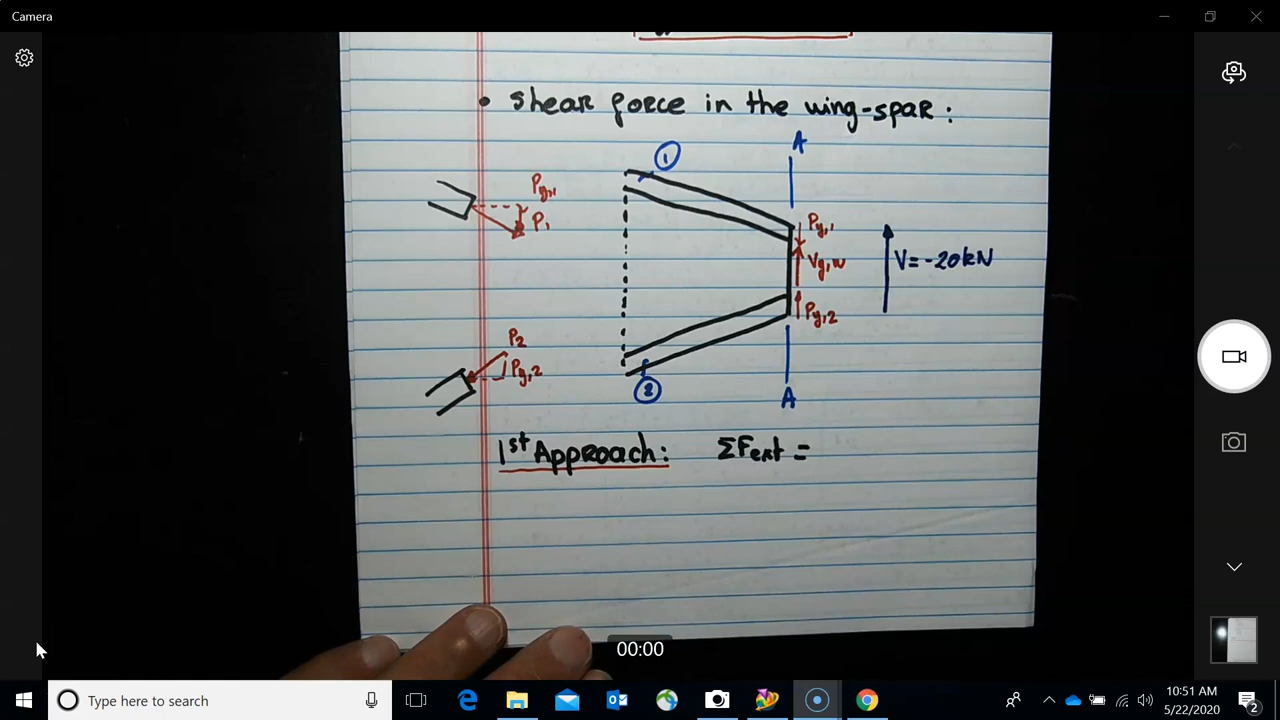 Camera
• Shear force in the wing-spar:
A
1
Py,1
P1
Py,1
Vy,w
V = -20kN
Py,2
P2
Py,2
2
A
1st Approach: ΣFext =
00:00
Type here to search
10:51 AM
5/22/2020
2